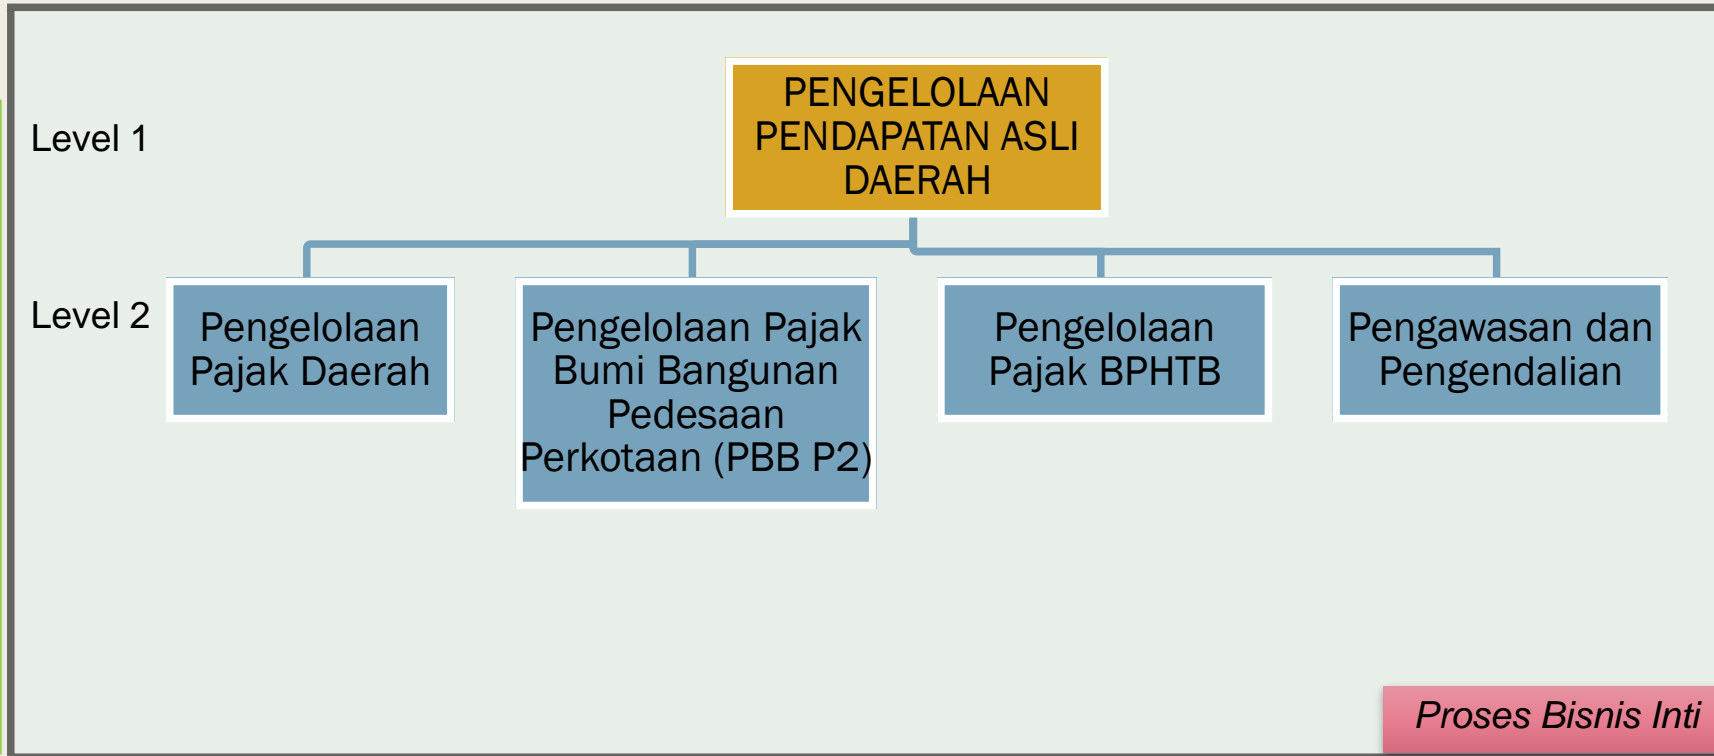 Level 1
PENGELOLAAN
PENDAPATAN ASLI
DAERAH
Level 2
Pengelolaan
Pajak Daerah
Pengelolaan Pajak
Bumi Bangunan
Pedesaan
Perkotaan (PBB P2)
Pengelolaan
Pajak BPHTB
Pengawasan dan
Pengendalian
Proses Bisnis Inti